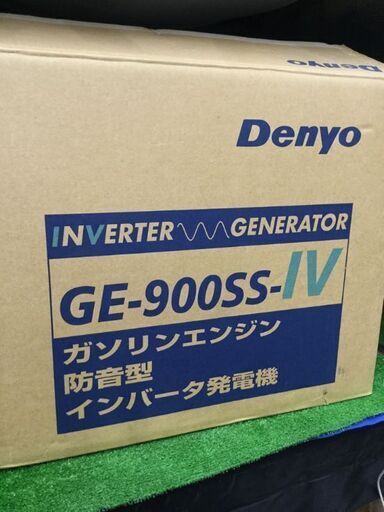 Denyo
Denyo
INVERTER GENERATOR
GE-900SS-IV
ガソリンエンジン
防音型
インバータ発電機